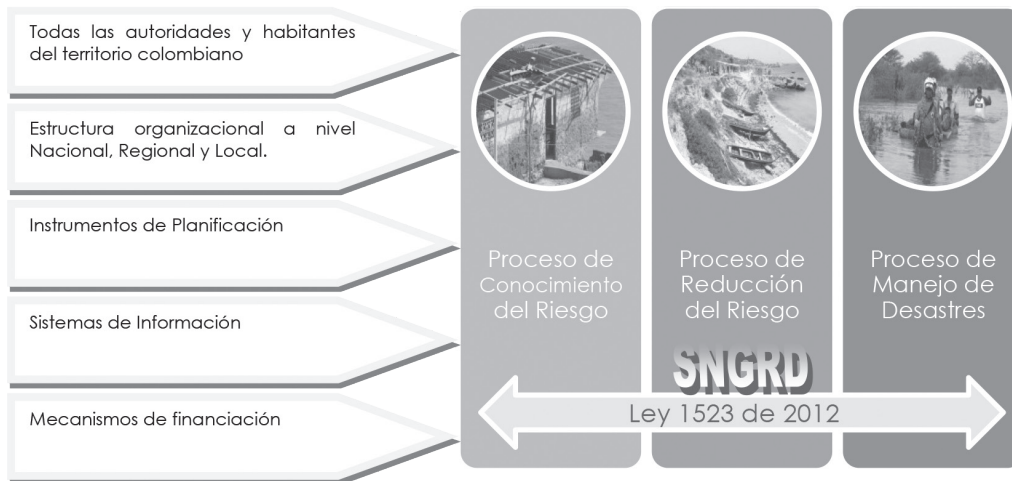 Todas las autoridades y habitantes
del territorio colombiano
Estructura organizacional a nivel
Nacional, Regional y Local.
Instrumentos de Planificación
Sistemas de Información
Mecanismos de financiación
Proceso de
Conocimiento
del Riesgo
Proceso de
Reducción
del Riesgo
Proceso de
Manejo de
Desastres
SNGRD
Ley 1523 de 2012